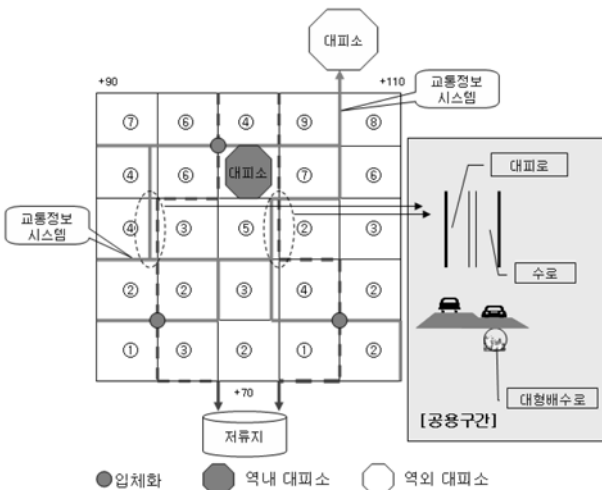 대피소
교통정보
시스템
+90
+110
⑦ ⑥ ④ ⑨ ⑧
④ ⑥ 대피소 ⑦ ⑥
교통정보
시스템
④ ③ ⑤ ② ③
② ② ③ ④ ②
① ③ ② ① ②
+70
저류지
대피로
수로
대형배수로
[공용구간]
입체화
역내 대피소
역외 대피소